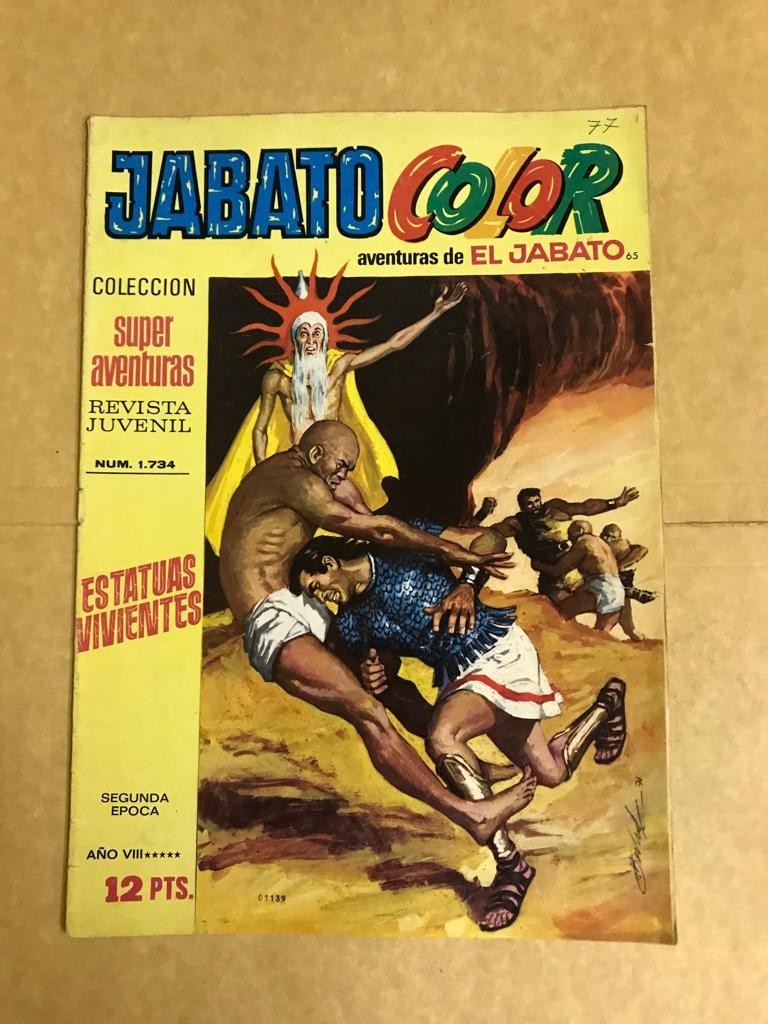 77
JABATO COLOR
aventuras de EL JABATO 65
COLECCION
super
aventuras
REVISTA
JUVENIL
NUM. 1.734
ESTATUAS
VIVIENTES
SEGUNDA
EPOCA
AÑO VIII★★★★★
12 PTS.
01139